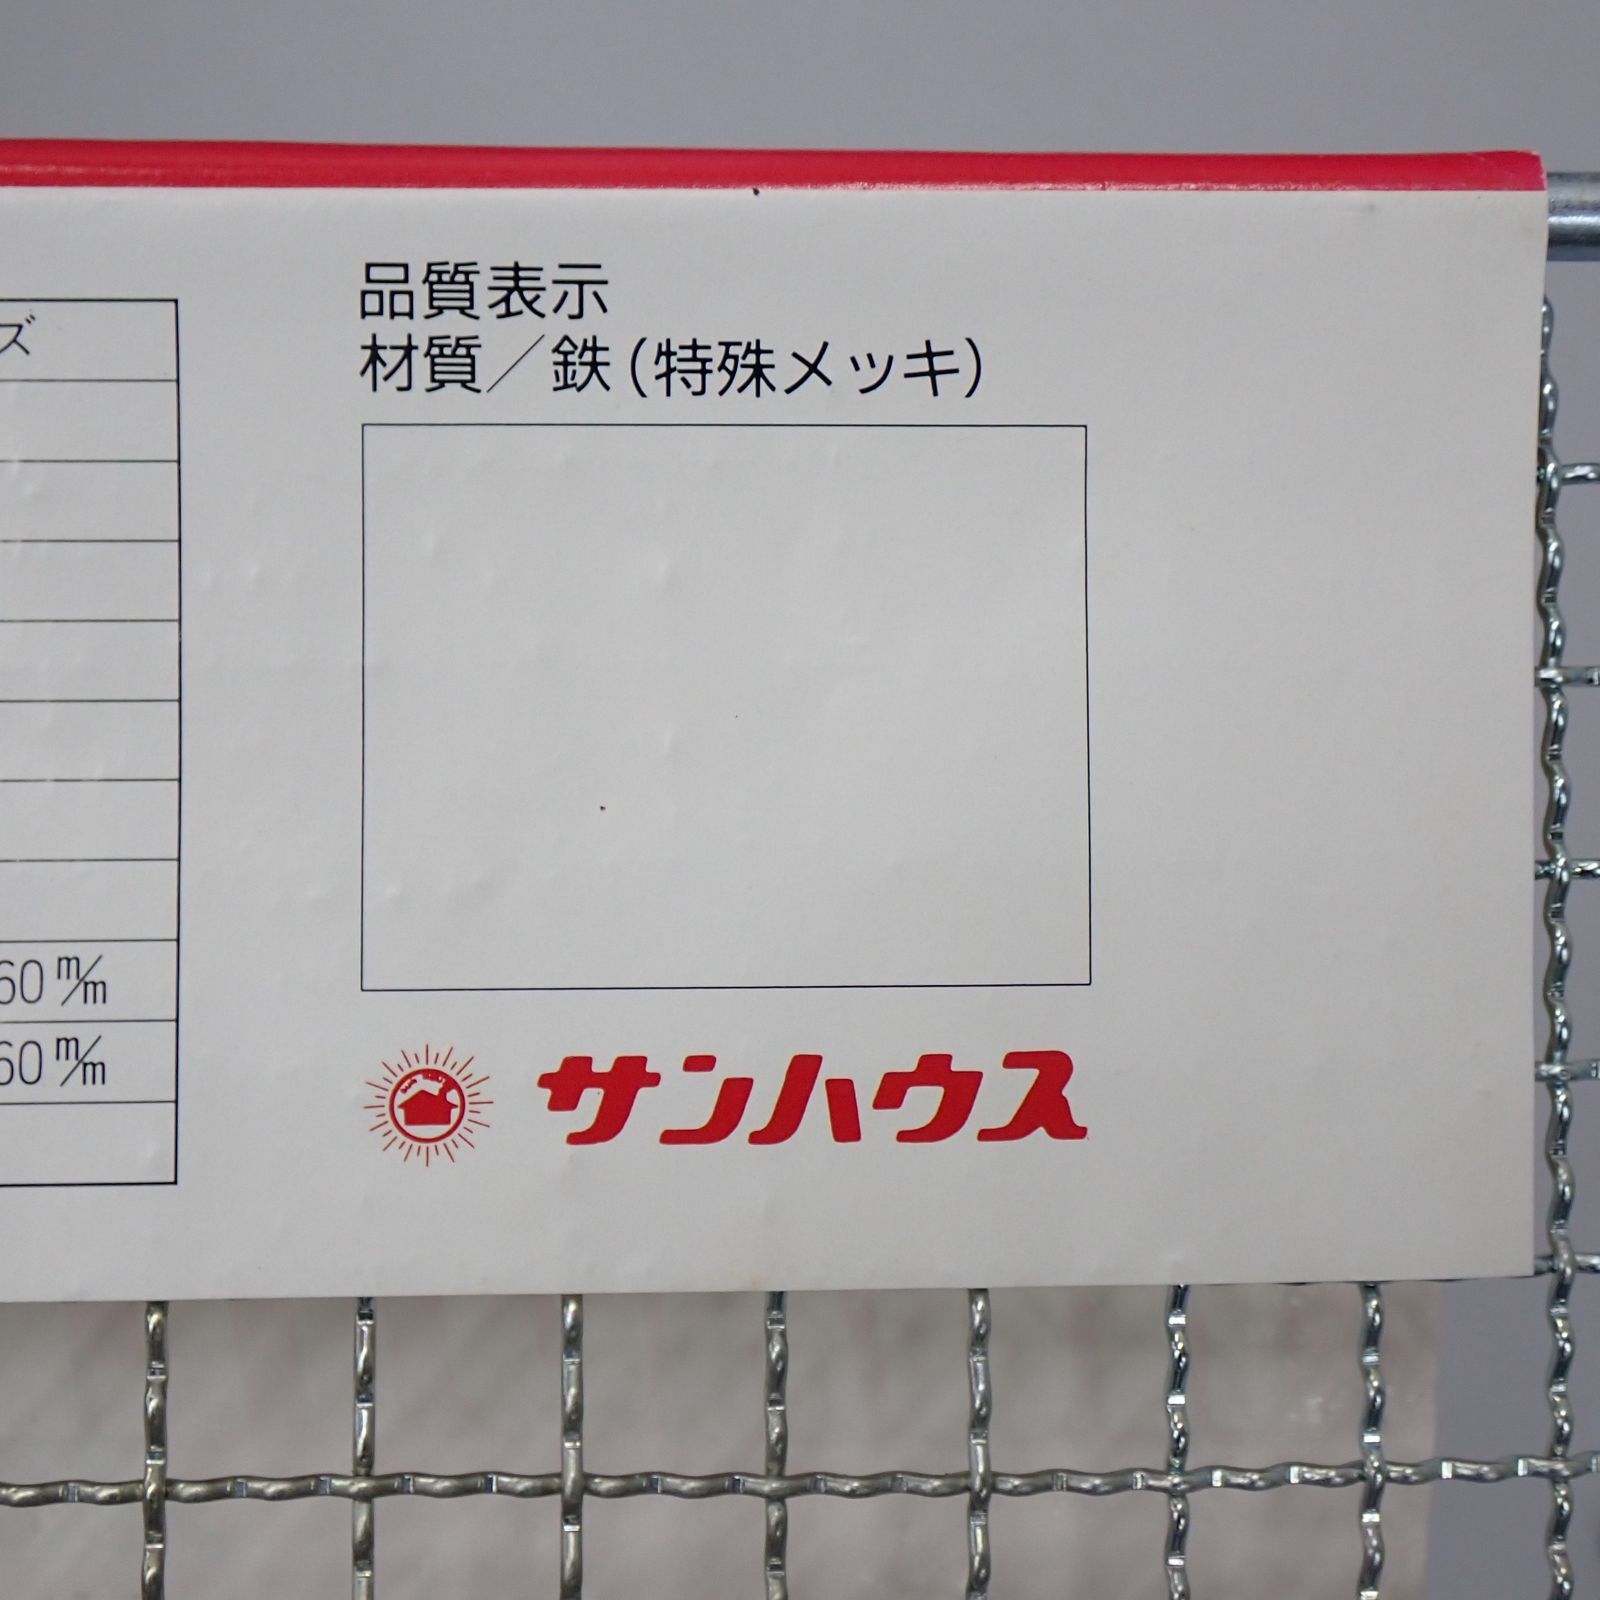 品質表示
材質／鉄(特殊メッキ)
ズ
60 m/m
60 m/m
サンハウス